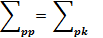 ∑pp = ∑pk